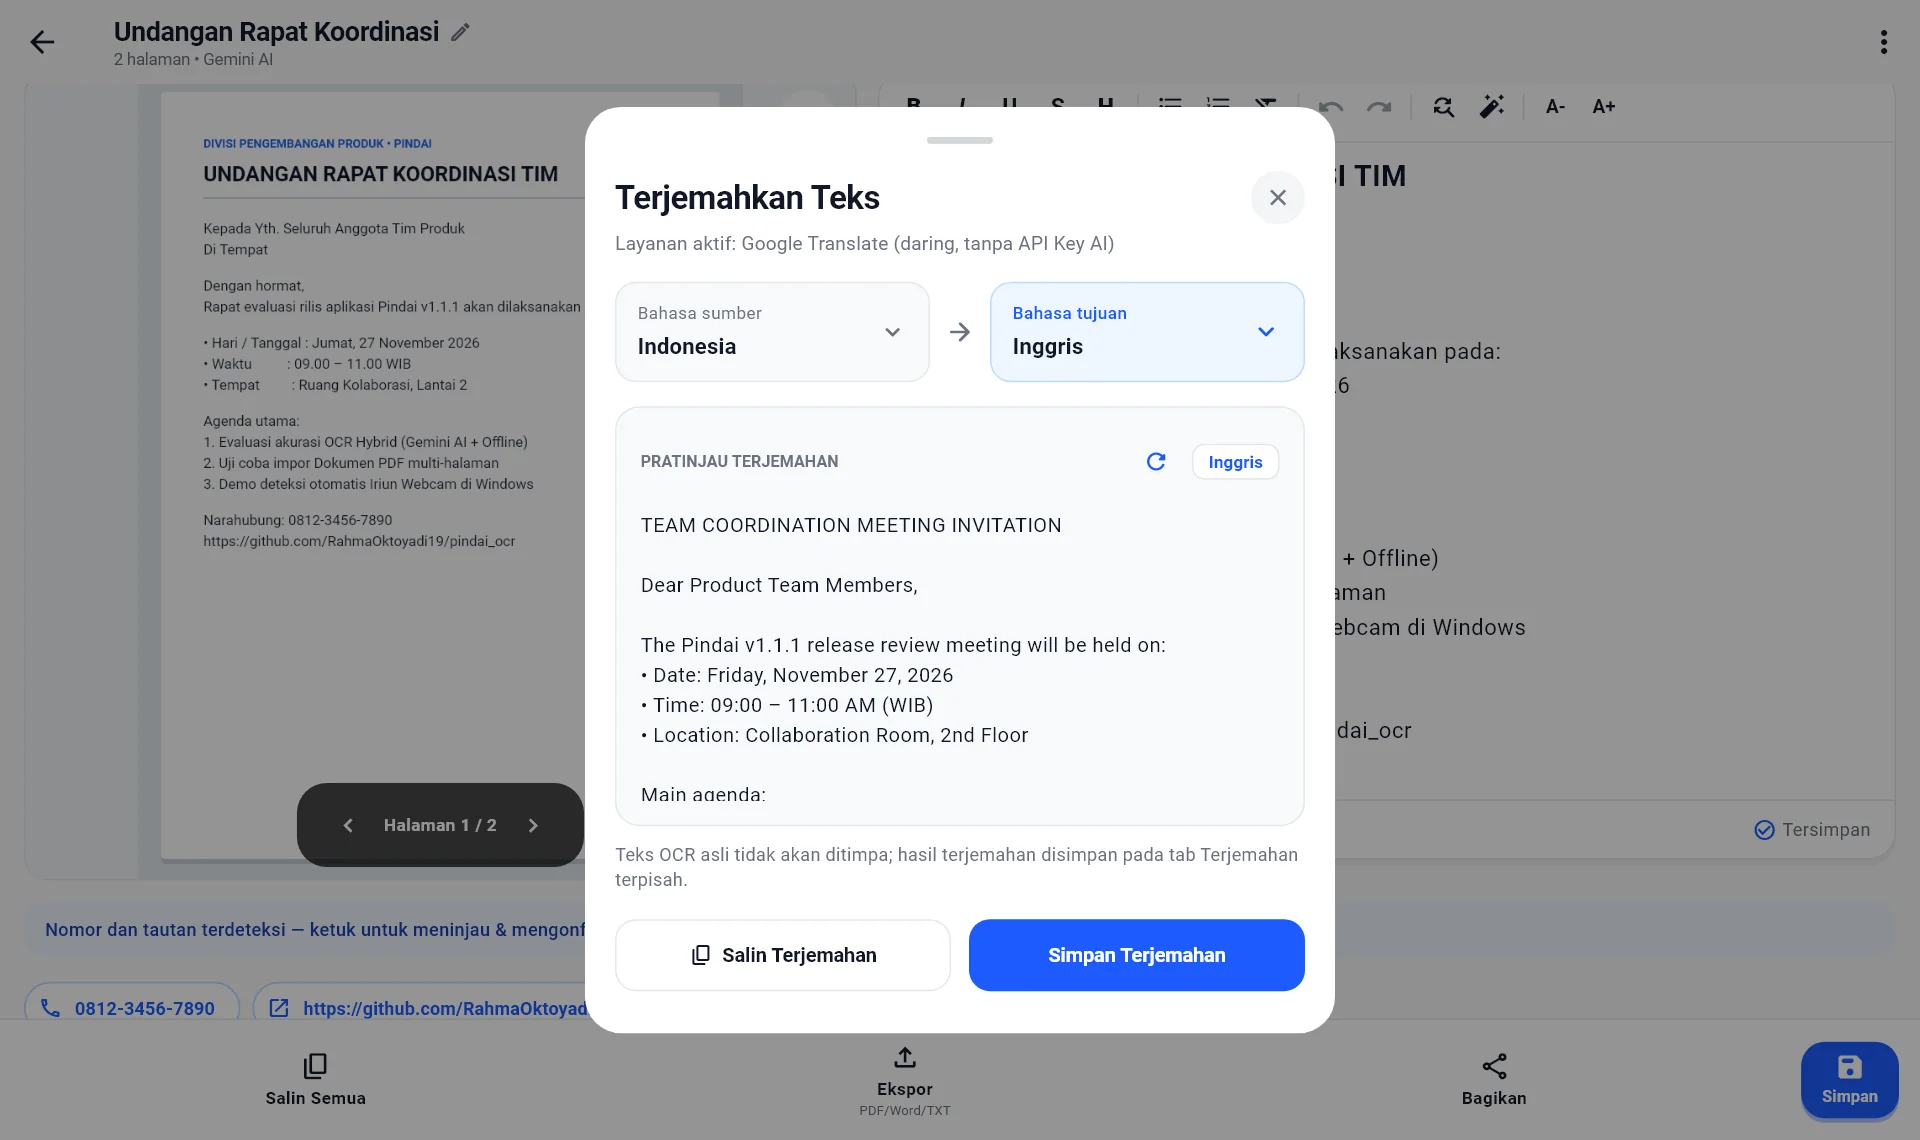 Undangan Rapat Koordinasi
2 halaman • Gemini AI
DIVISI PENGEMBANGAN PRODUK • PINDAI
UNDANGAN RAPAT KOORDINASI TIM
Kepada Yth. Seluruh Anggota Tim Produk
Di Tempat
Dengan hormat,
Rapat evaluasi rilis aplikasi Pindai v1.1.1 akan dilaksanakan
• Hari / Tanggal : Jumat, 27 November 2026
• Waktu : 09.00 – 11.00 WIB
• Tempat : Ruang Kolaborasi, Lantai 2
Agenda utama:
1. Evaluasi akurasi OCR Hybrid (Gemini AI + Offline)
2. Uji coba impor Dokumen PDF multi-halaman
3. Demo deteksi otomatis Iriun Webcam di Windows
Narahubung: 0812-3456-7890
https://github.com/RahmaOktoyadi19/pindai_ocr
Halaman 1 / 2
B I U S H A- A+
TIM
aksanakan pada:
+ Offline)
aman
ebcam di Windows
dai_ocr
Tersimpan
Terjemahkan Teks
Layanan aktif: Google Translate (daring, tanpa API Key AI)
Bahasa sumber
Indonesia
Bahasa tujuan
Inggris
PRATINJAU TERJEMAHAN
Inggris
TEAM COORDINATION MEETING INVITATION
Dear Product Team Members,
The Pindai v1.1.1 release review meeting will be held on:
• Date: Friday, November 27, 2026
• Time: 09:00 – 11:00 AM (WIB)
• Location: Collaboration Room, 2nd Floor
Main agenda:
Teks OCR asli tidak akan ditimpa; hasil terjemahan disimpan pada tab Terjemahan
terpisah.
Salin Terjemahan
Simpan Terjemahan
Nomor dan tautan terdeteksi — ketuk untuk meninjau & mengonf
0812-3456-7890
https://github.com/RahmaOktoyad
Salin Semua
Ekspor
PDF/Word/TXT
Bagikan
Simpan